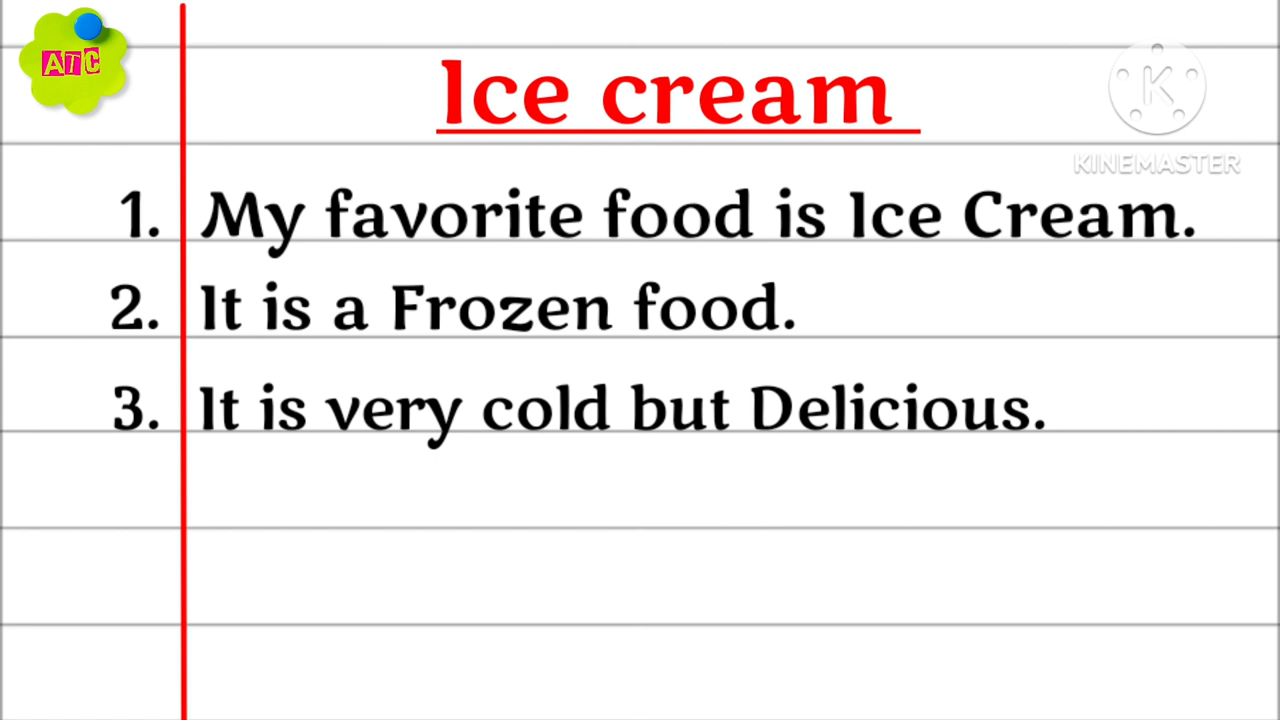 ATC
Ice cream
KINEMASTER
1. My favorite food is Ice Cream.
2. It is a Frozen food.
3. It is very cold but Delicious.